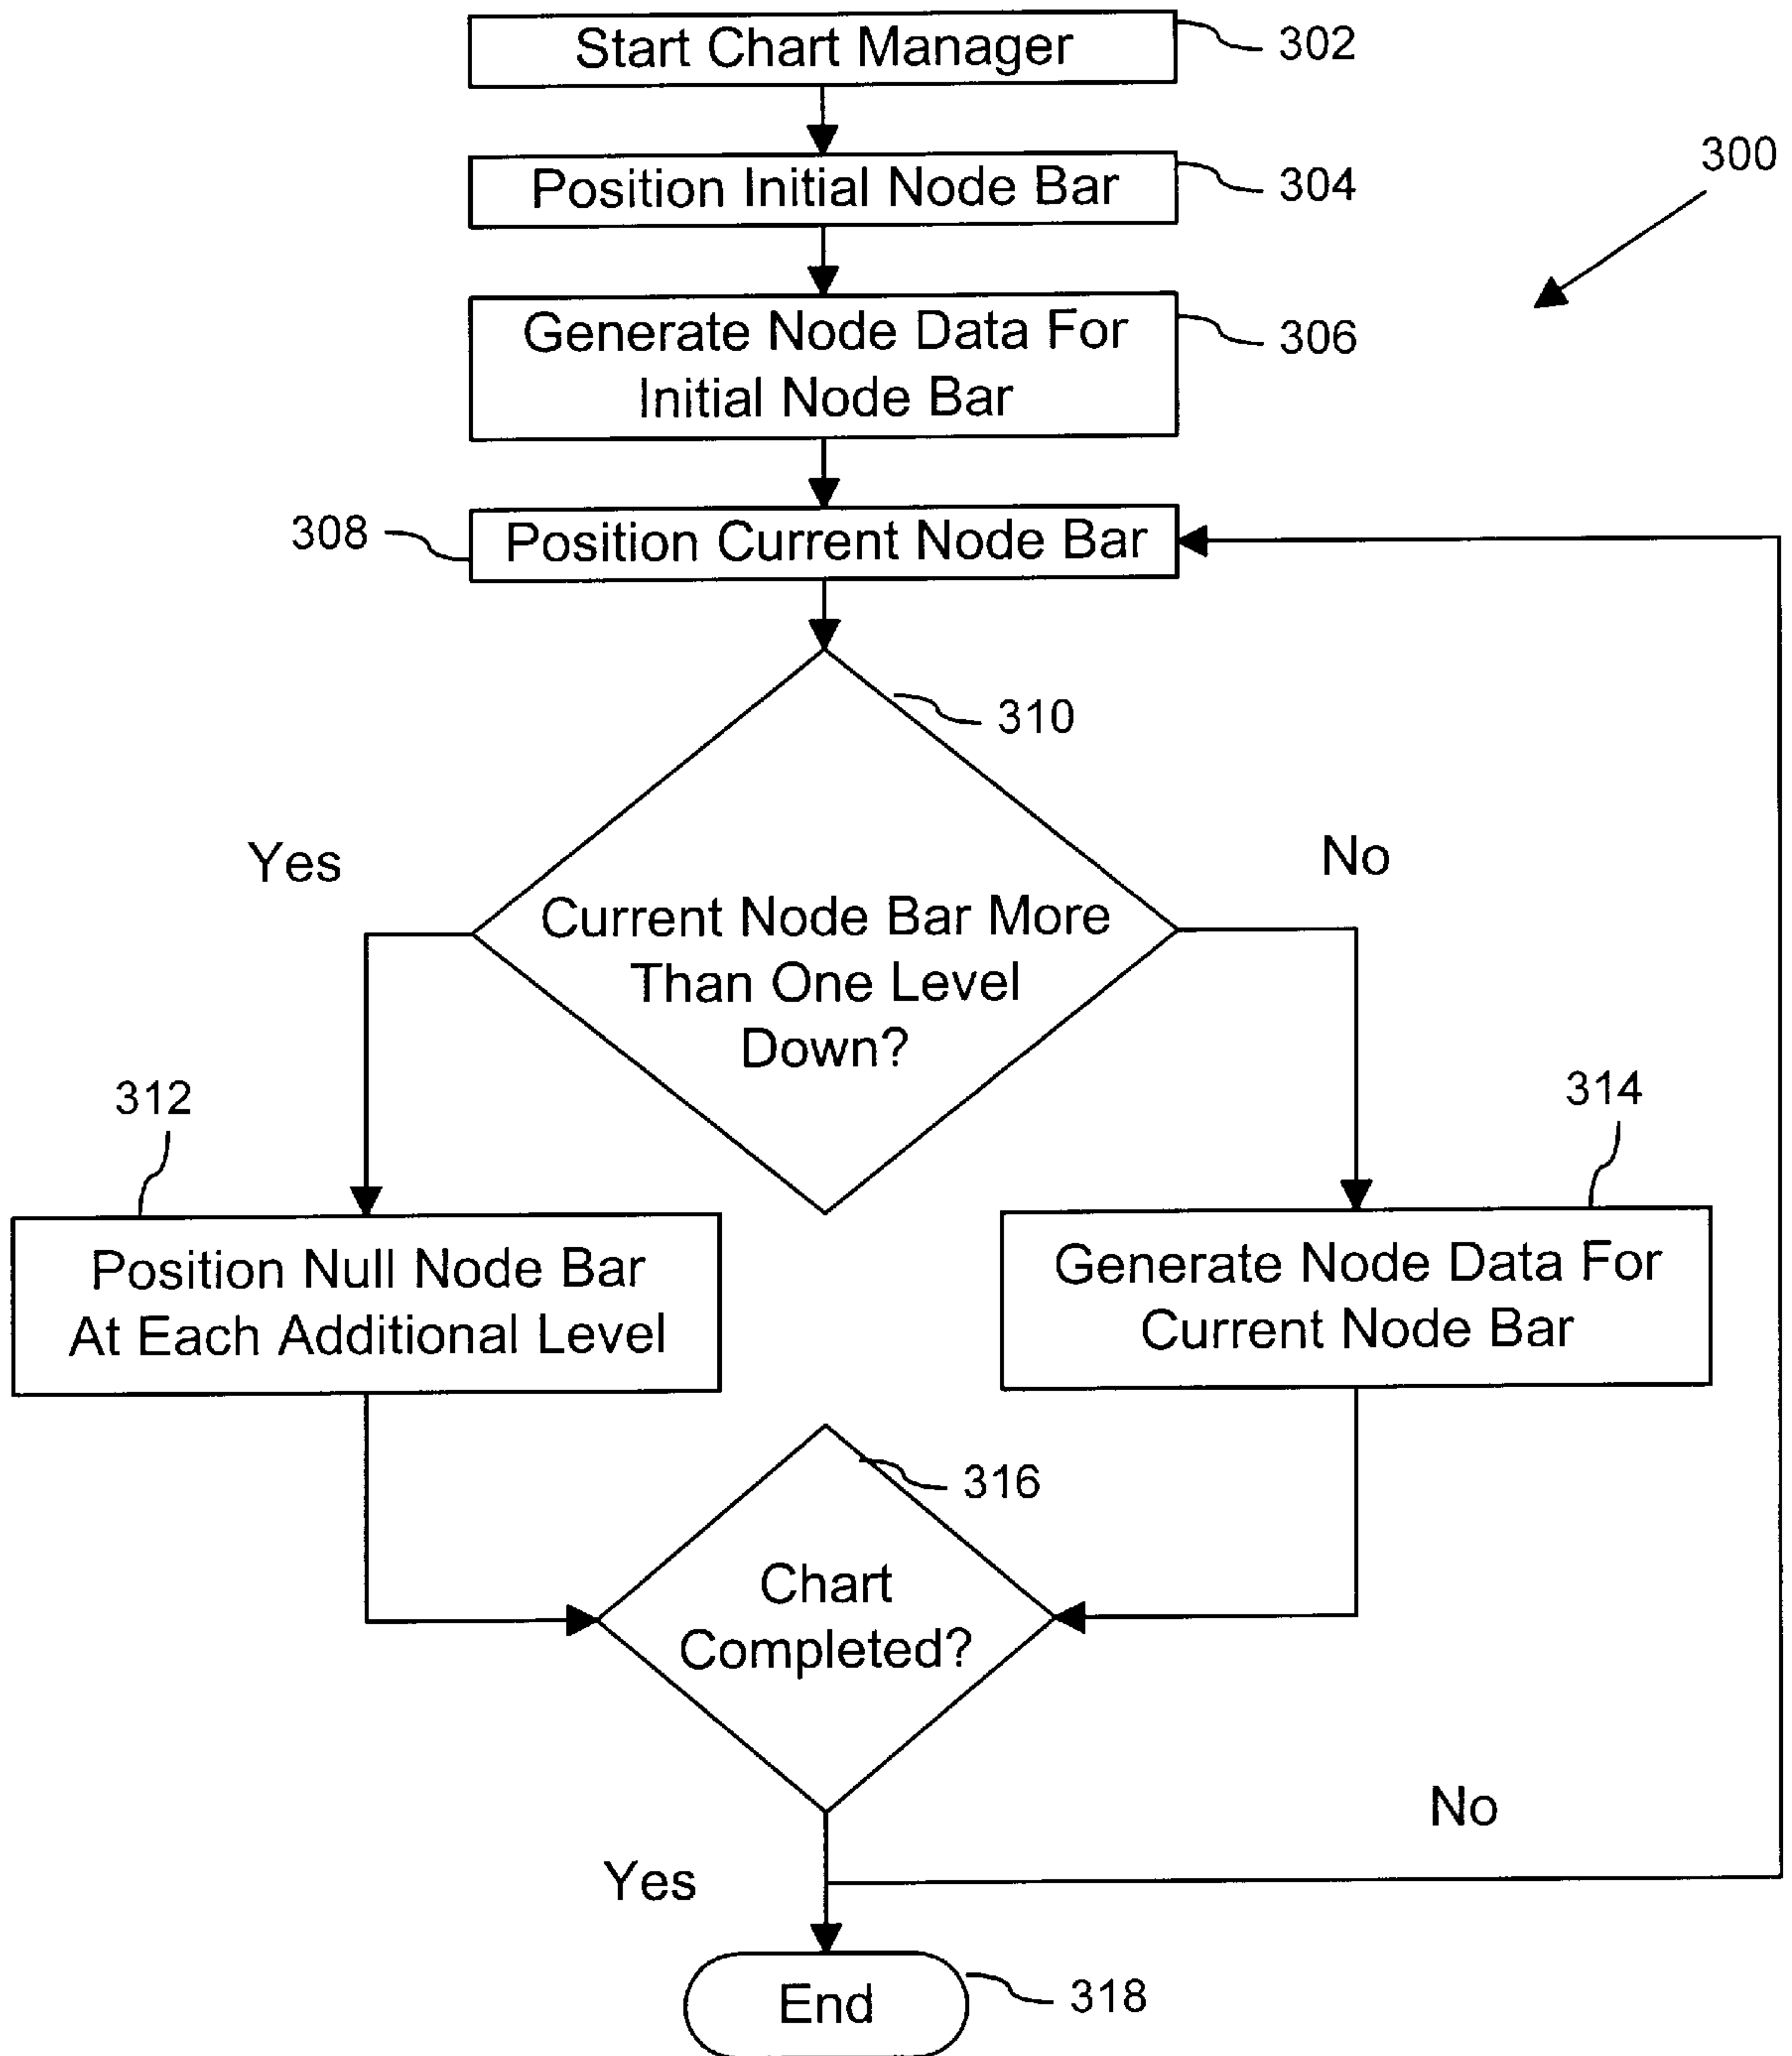 Start Chart Manager
302
Position Initial Node Bar
304
300
Generate Node Data For
Initial Node Bar
306
308
Position Current Node Bar
310
Yes
No
Current Node Bar More
Than One Level
Down?
312
314
Position Null Node Bar
At Each Additional Level
Generate Node Data For
Current Node Bar
316
Chart
Completed?
No
Yes
End
318